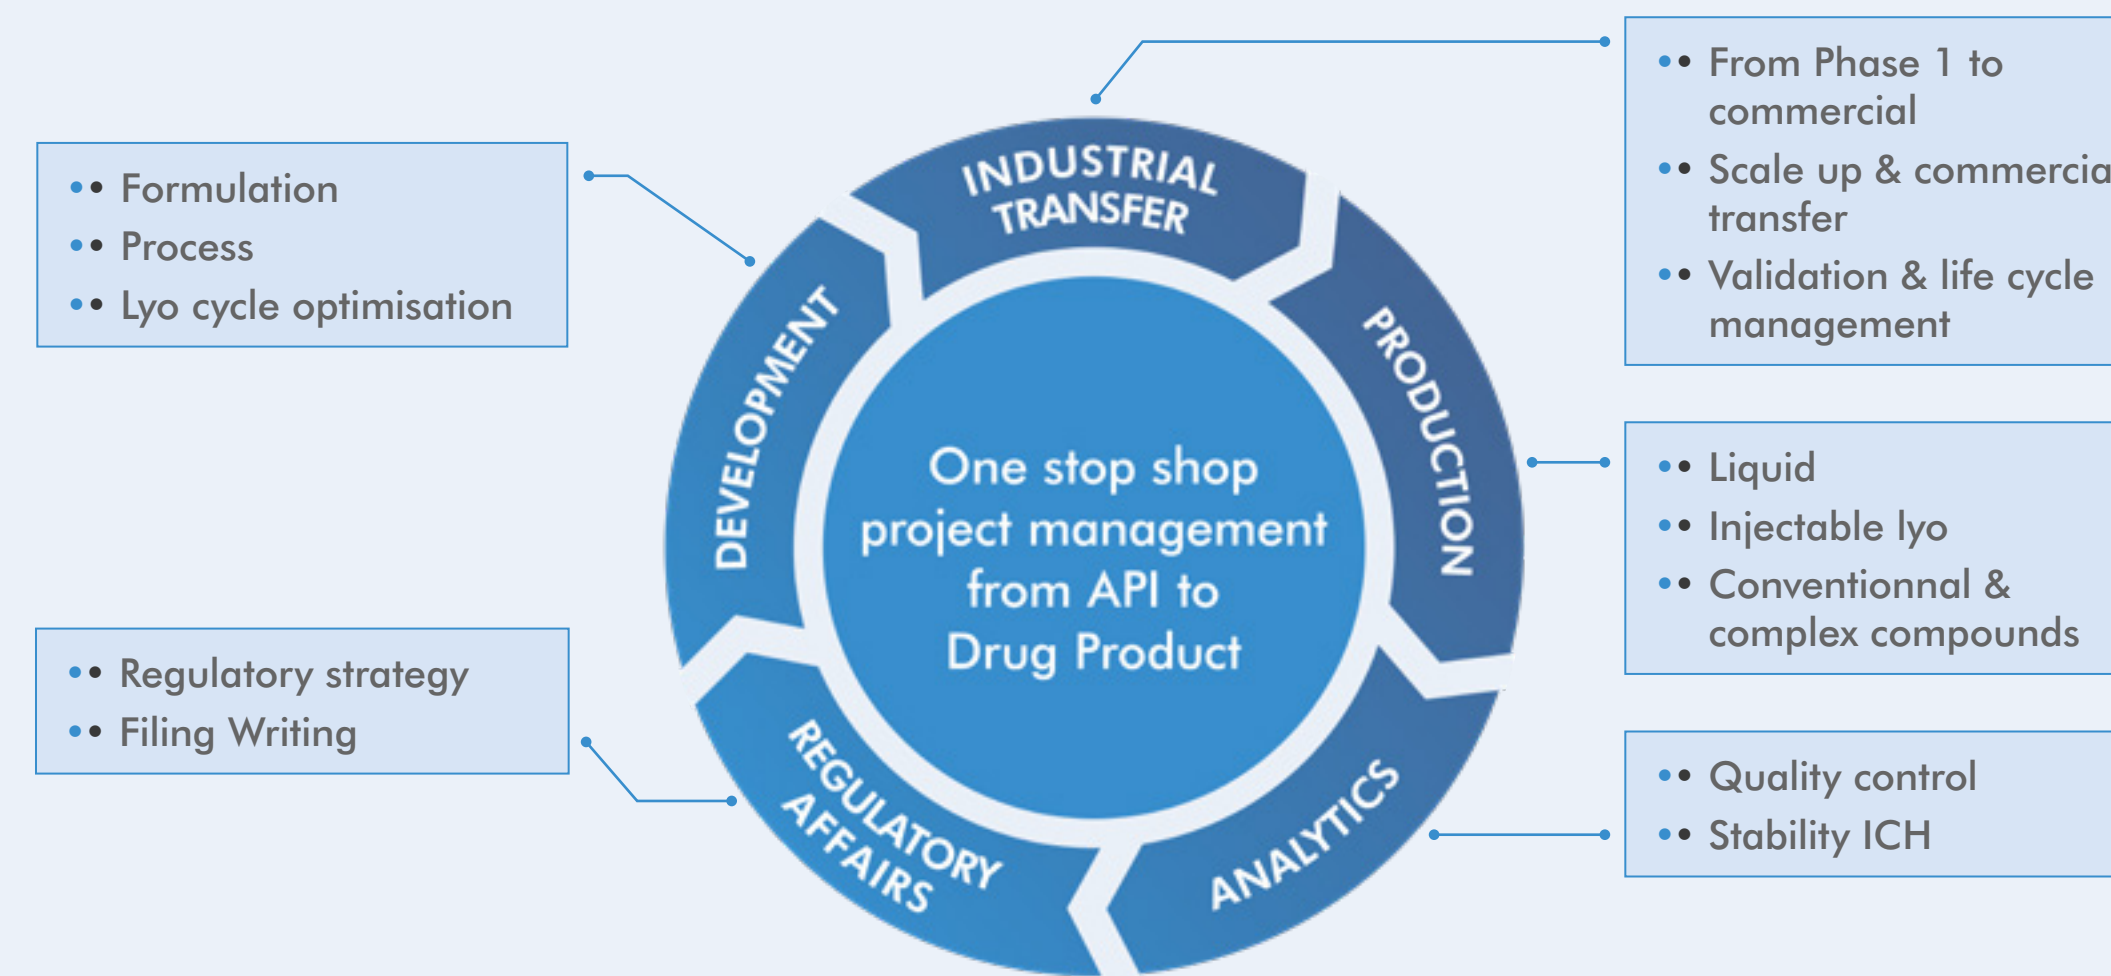 • Formulation
• Process
• Lyo cycle optimisation
• Regulatory strategy
• Filing Writing
INDUSTRIAL
TRANSFER
DEVELOPMENT
PRODUCTION
REGULATORY
AFFAIRS
ANALYTICS
One stop shop
project management
from API to
Drug Product
• From Phase 1 to
commercial
• Scale up & commercia
transfer
• Validation & life cycle
management
• Liquid
• Injectable lyo
• Conventionnal &
complex compounds
• Quality control
• Stability ICH